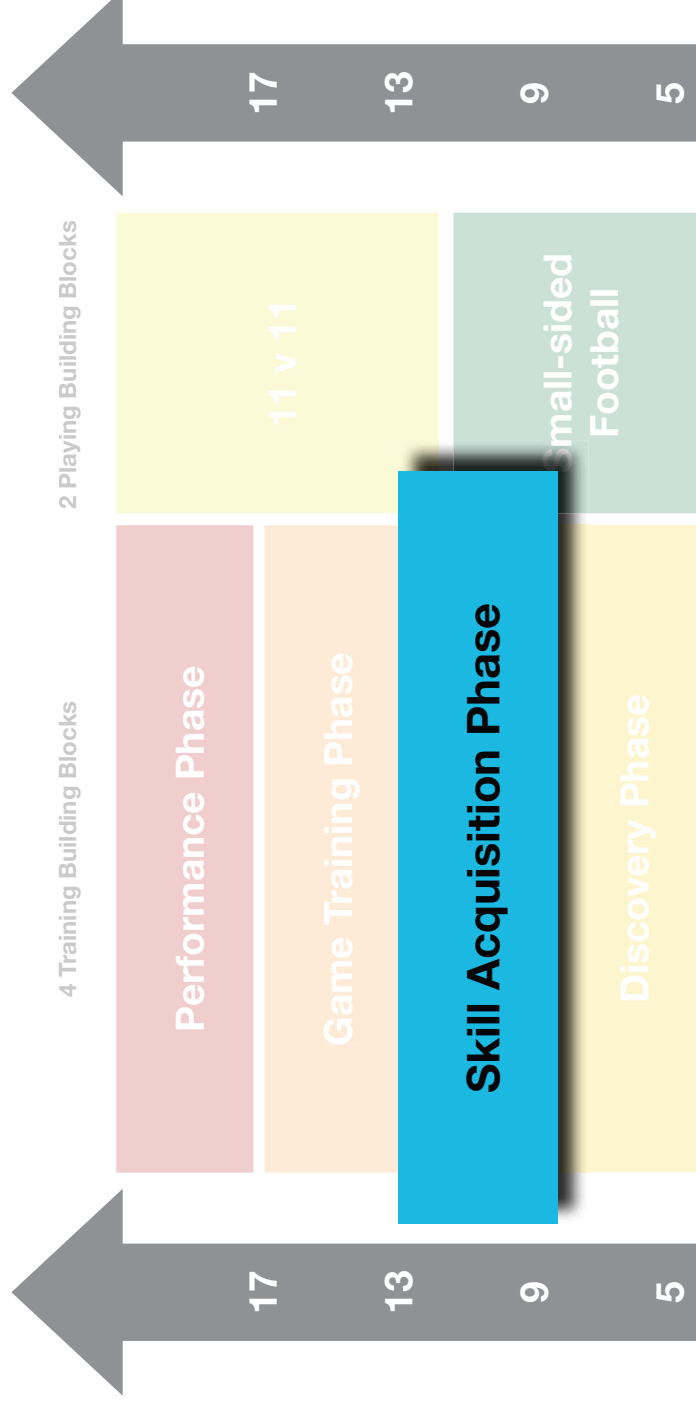 4 Training Building Blocks
2 Playing Building Blocks
17
Performance Phase
11 v 11
17
13
Game Training Phase
13
9
Skill Acquisition Phase
Small-sided
Football
9
5
Discovery Phase
5